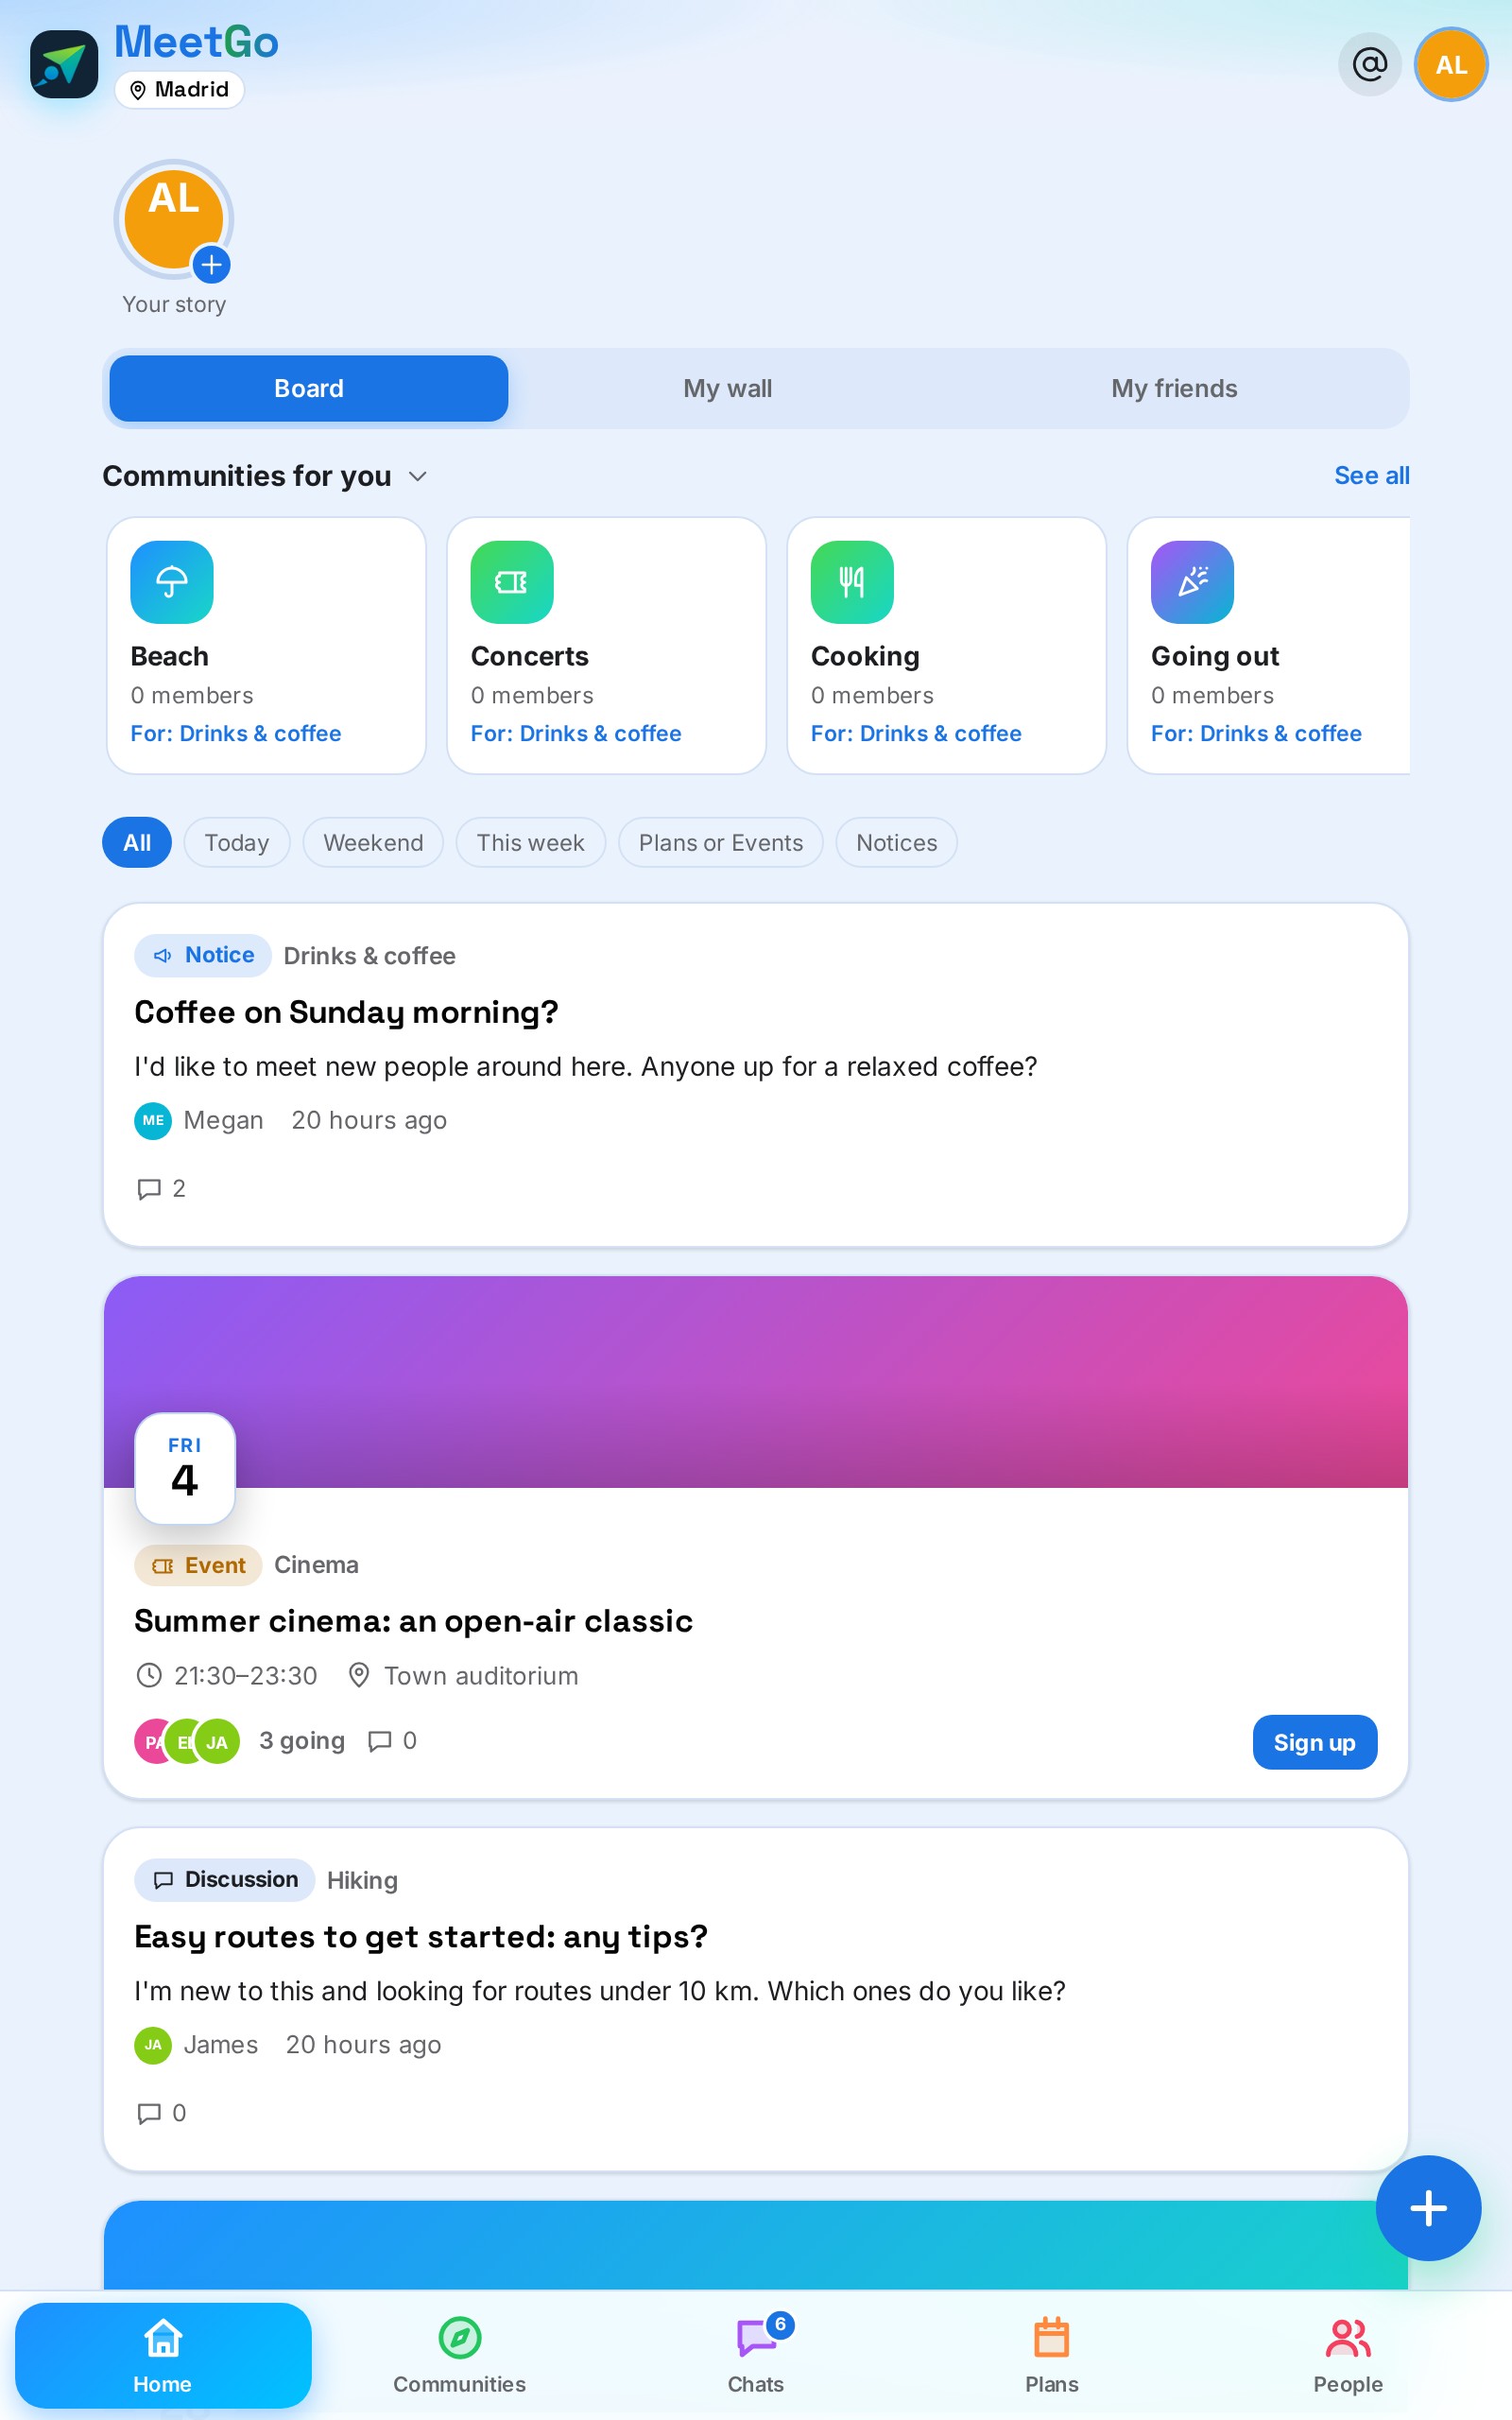 MeetGo
Madrid
@
AL
AL
Your story
Board
My wall
My friends
Communities for you
See all
Beach
0 members
For: Drinks & coffee
Concerts
0 members
For: Drinks & coffee
Cooking
0 members
For: Drinks & coffee
Going out
0 members
For: Drinks & coffee
All
Today
Weekend
This week
Plans or Events
Notices
Notice
Drinks & coffee
Coffee on Sunday morning?
I'd like to meet new people around here. Anyone up for a relaxed coffee?
ME
Megan
20 hours ago
2
FRI
4
Event
Cinema
Summer cinema: an open-air classic
21:30–23:30
Town auditorium
PA
JA
3 going
0
Sign up
Discussion
Hiking
Easy routes to get started: any tips?
I'm new to this and looking for routes under 10 km. Which ones do you like?
JA
James
20 hours ago
0
Home
Communities
6
Chats
Plans
People